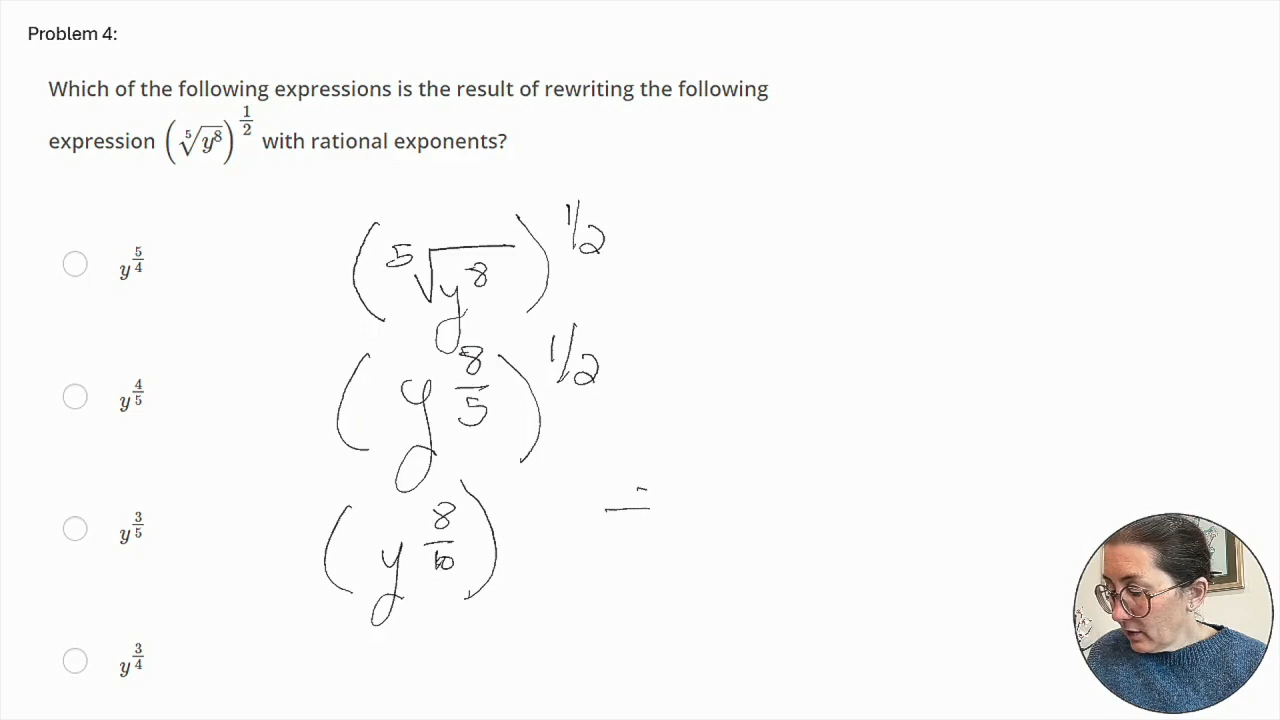 Problem 4:
Which of the following expressions is the result of rewriting the following
expression (⁵√y⁸)^(1/2) with rational exponents?
y^(5/4)
y^(4/5)
y^(3/5)
y^(3/4)
(⁵√y⁸)^(1/2)
(y^(8/5))^(1/2)
(y^(8/10))